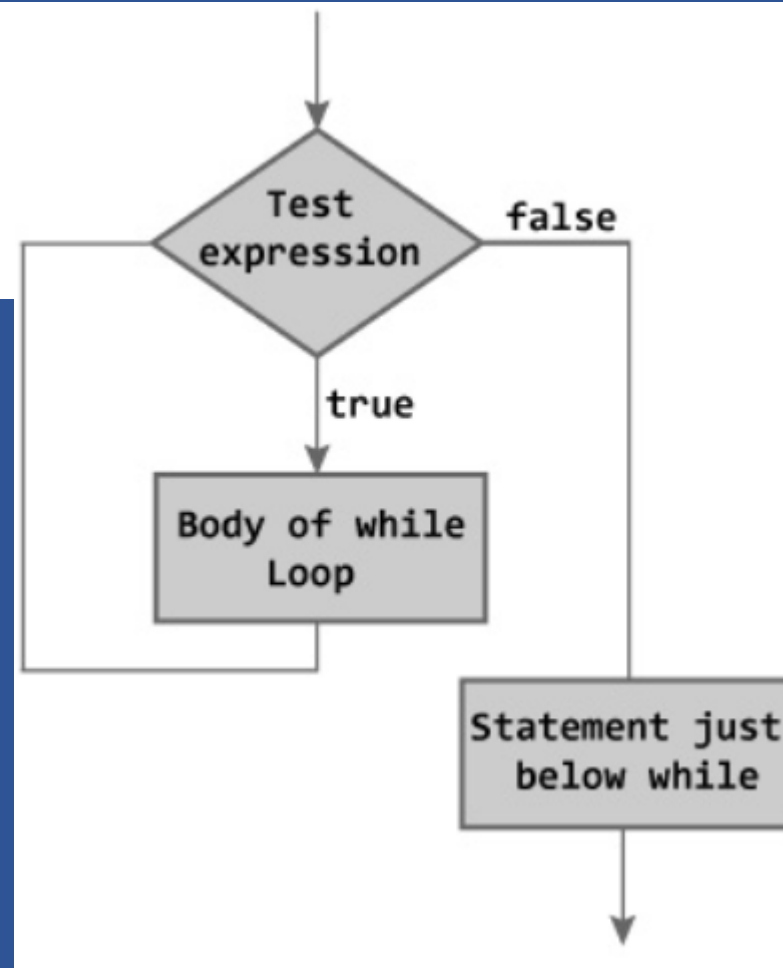 Test
expression
false
true
Body of while
Loop
Statement just
below while